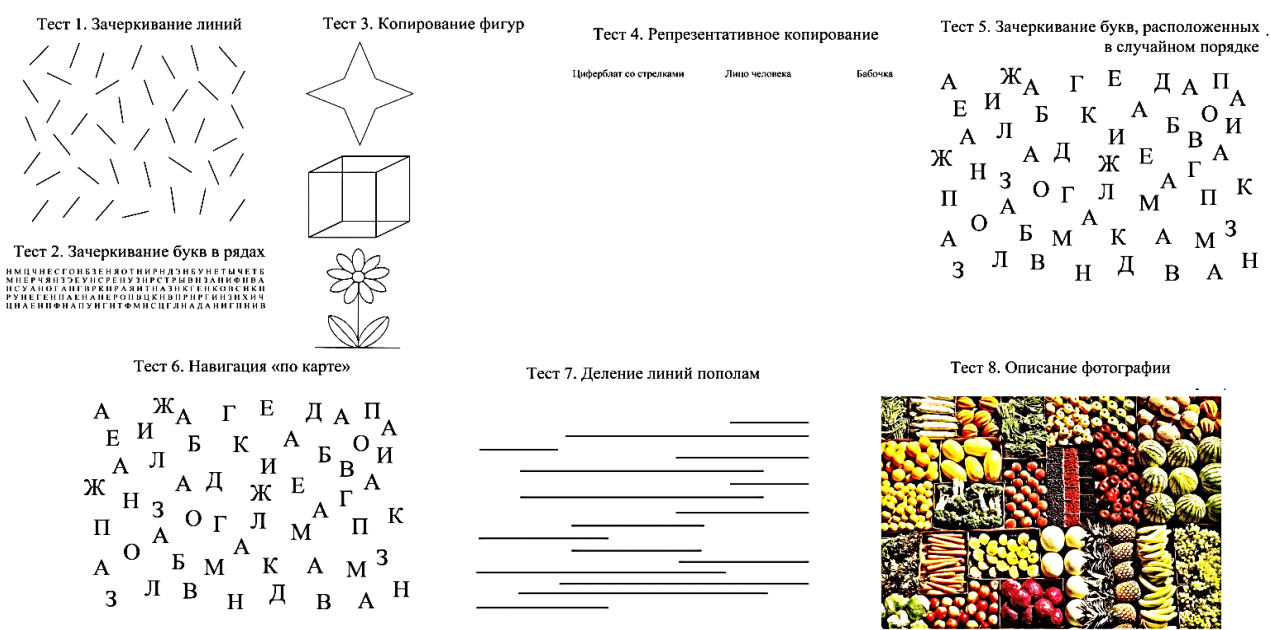 Тест 1. Зачеркивание линий
Тест 2. Зачеркивание букв в рядах
Н М Ц Ч Н Е С Г О Н Б З Е Н Я О Т Н И Р Н Д Э Н Б У Н Е Т Ы Ч Е Т Б
Тест 3. Копирование фигур
Тест 4. Репрезентативное копирование
Циферблат со стрелками Лицо человека Бабочка
Тест 5. Зачеркивание букв, расположенных
в случайном порядке
А Ж А Г Е Д А П
Е И Б К А Б О А
А Л И В И
Ж Н З А Д Ж Е Г А
П А О Г Л М А П К
А О Б М А К А М З
З Л В Н Д В А Н
Тест 6. Навигация «по карте»
А Ж А Г Е Д А П
Е И Б К А Б О А
А Л И В И
Ж Н З А Д Ж Е Г А
П А О Г Л М А П К
А О Б М А К А М З
З Л В Н Д В А Н
Тест 7. Деление линий пополам
Тест 8. Описание фотографии